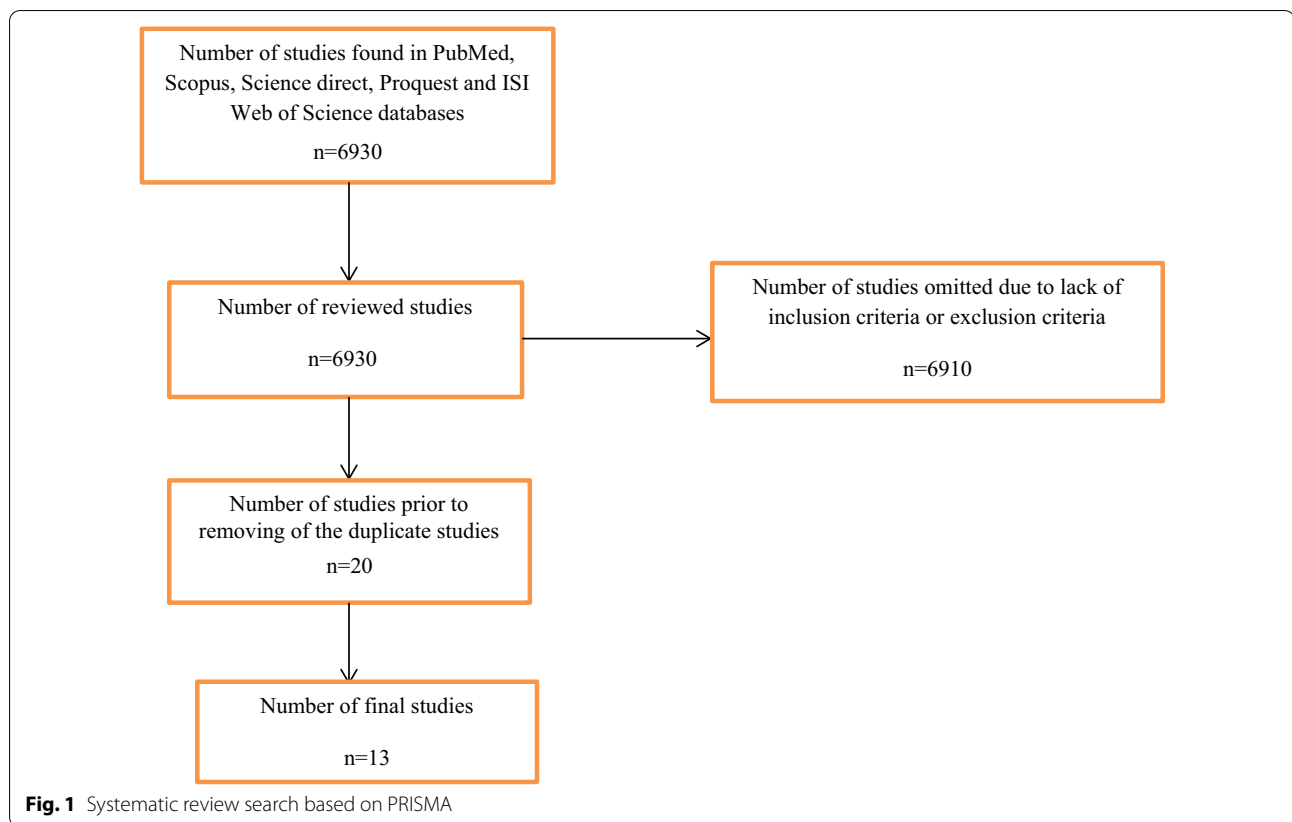 Number of studies found in PubMed,
Scopus, Science direct, Proquest and ISI
Web of Science databases
n=6930
Number of reviewed studies
n=6930
Number of studies omitted due to lack of
inclusion criteria or exclusion criteria
n=6910
Number of studies prior to
removing of the duplicate studies
n=20
Number of final studies
n=13
Fig. 1 Systematic review search based on PRISMA